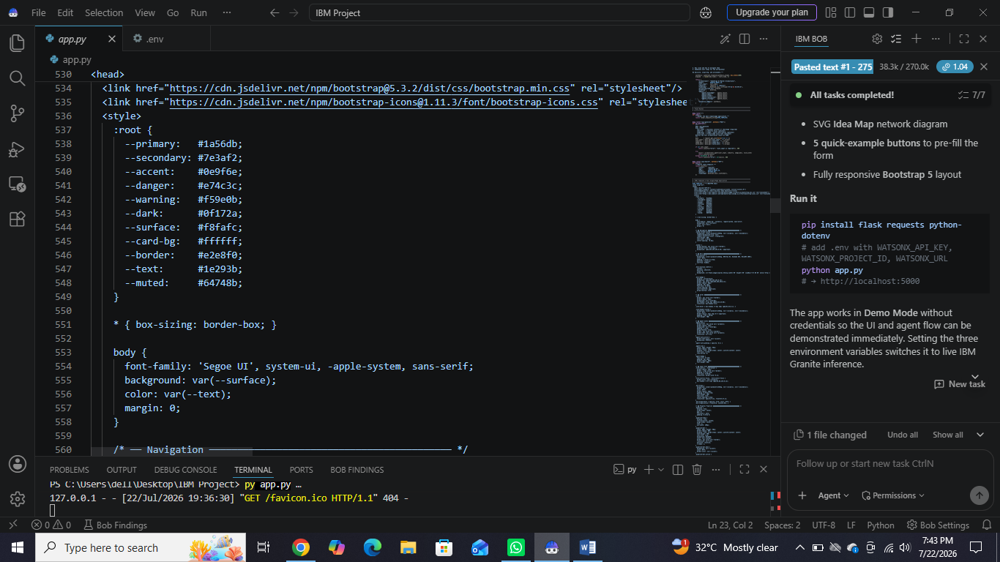 File Edit Selection View Go Run ··· IBM Project Upgrade your plan
app.py .env
app.py
530 <head>
534 <link href="https://cdn.jsdelivr.net/npm/bootstrap@5.3.2/dist/css/bootstrap.min.css" rel="stylesheet"/>
535 <link href="https://cdn.jsdelivr.net/npm/bootstrap-icons@1.11.3/font/bootstrap-icons.css" rel="styleshee
536 <style>
537 :root {
538 --primary: #1a56db;
539 --secondary: #7e3af2;
540 --accent: #0e9f6e;
541 --danger: #e74c3c;
542 --warning: #f59e0b;
543 --dark: #0f172a;
544 --surface: #f8fafc;
545 --card-bg: #ffffff;
546 --border: #e2e8f0;
547 --text: #1e293b;
548 --muted: #64748b;
549 }
550
551 * { box-sizing: border-box; }
552
553 body {
554 font-family: 'Segoe UI', system-ui, -apple-system, sans-serif;
555 background: var(--surface);
556 color: var(--text);
557 margin: 0;
558 }
559
560 /* —— Navigation ———————————————————————— */
PROBLEMS OUTPUT DEBUG CONSOLE TERMINAL PORTS BOB FINDINGS
py
PS C:\Users\dell\Desktop\IBM Project> py app.py …
127.0.0.1 - - [22/Jul/2026 19:36:30] "GET /favicon.ico HTTP/1.1" 404 -
IBM BOB
Pasted text #1 - 275 38.3k / 270.0k 1.04
All tasks completed! 7/7
• SVG Idea Map network diagram
• 5 quick-example buttons to pre-fill the
form
• Fully responsive Bootstrap 5 layout
Run it
pip install flask requests python-
dotenv
# add .env with WATSONX_API_KEY,
WATSONX_PROJECT_ID, WATSONX_URL
python app.py
# → http://localhost:5000
The app works in Demo Mode without
credentials so the UI and agent flow can be
demonstrated immediately. Setting the three
environment variables switches it to live IBM
Granite inference.
New task
1 file changed Undo all Show all
Follow up or start new task CtrlN
Agent Permissions
0 0 Bob Findings Ln 23, Col 2 Spaces: 2 UTF-8 LF Python Bob Settings
Type here to search 1 32°C Mostly clear 7:43 PM
7/22/2026